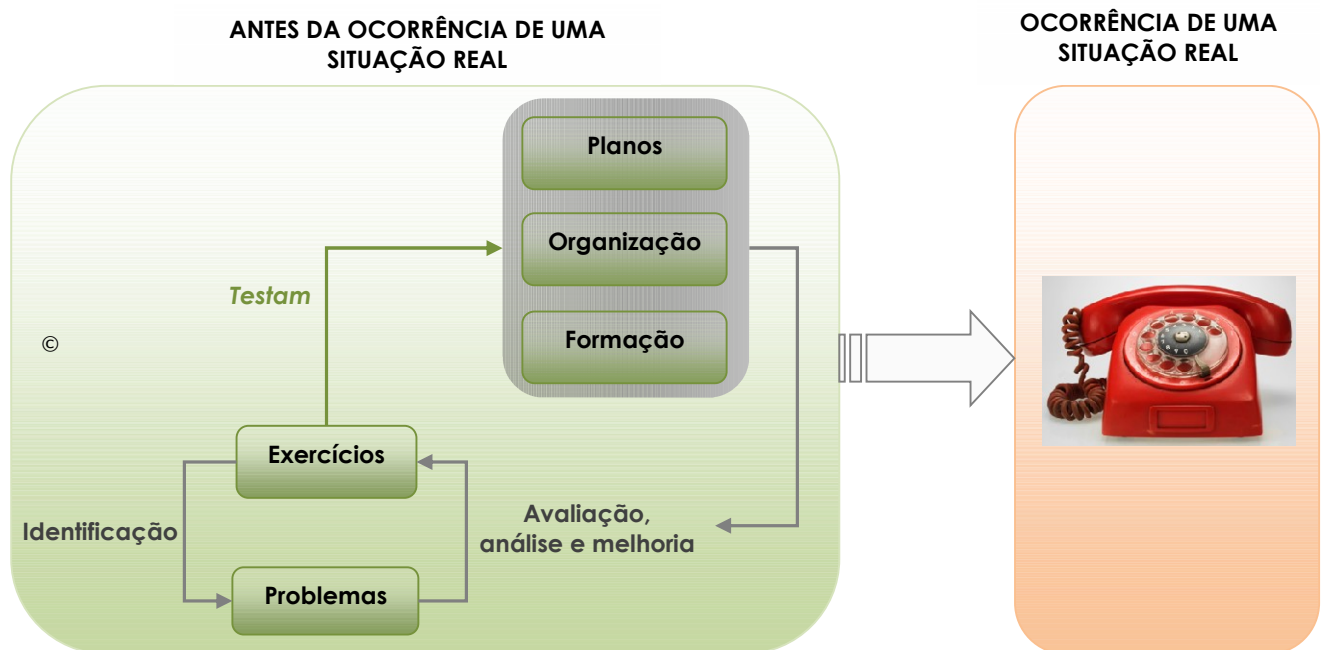 ANTES DA OCORRÊNCIA DE UMA
SITUAÇÃO REAL
OCORRÊNCIA DE UMA
SITUAÇÃO REAL
Planos
Organização
Testam
Formação
©
Exercícios
Identificação
Avaliação,
análise e melhoria
Problemas